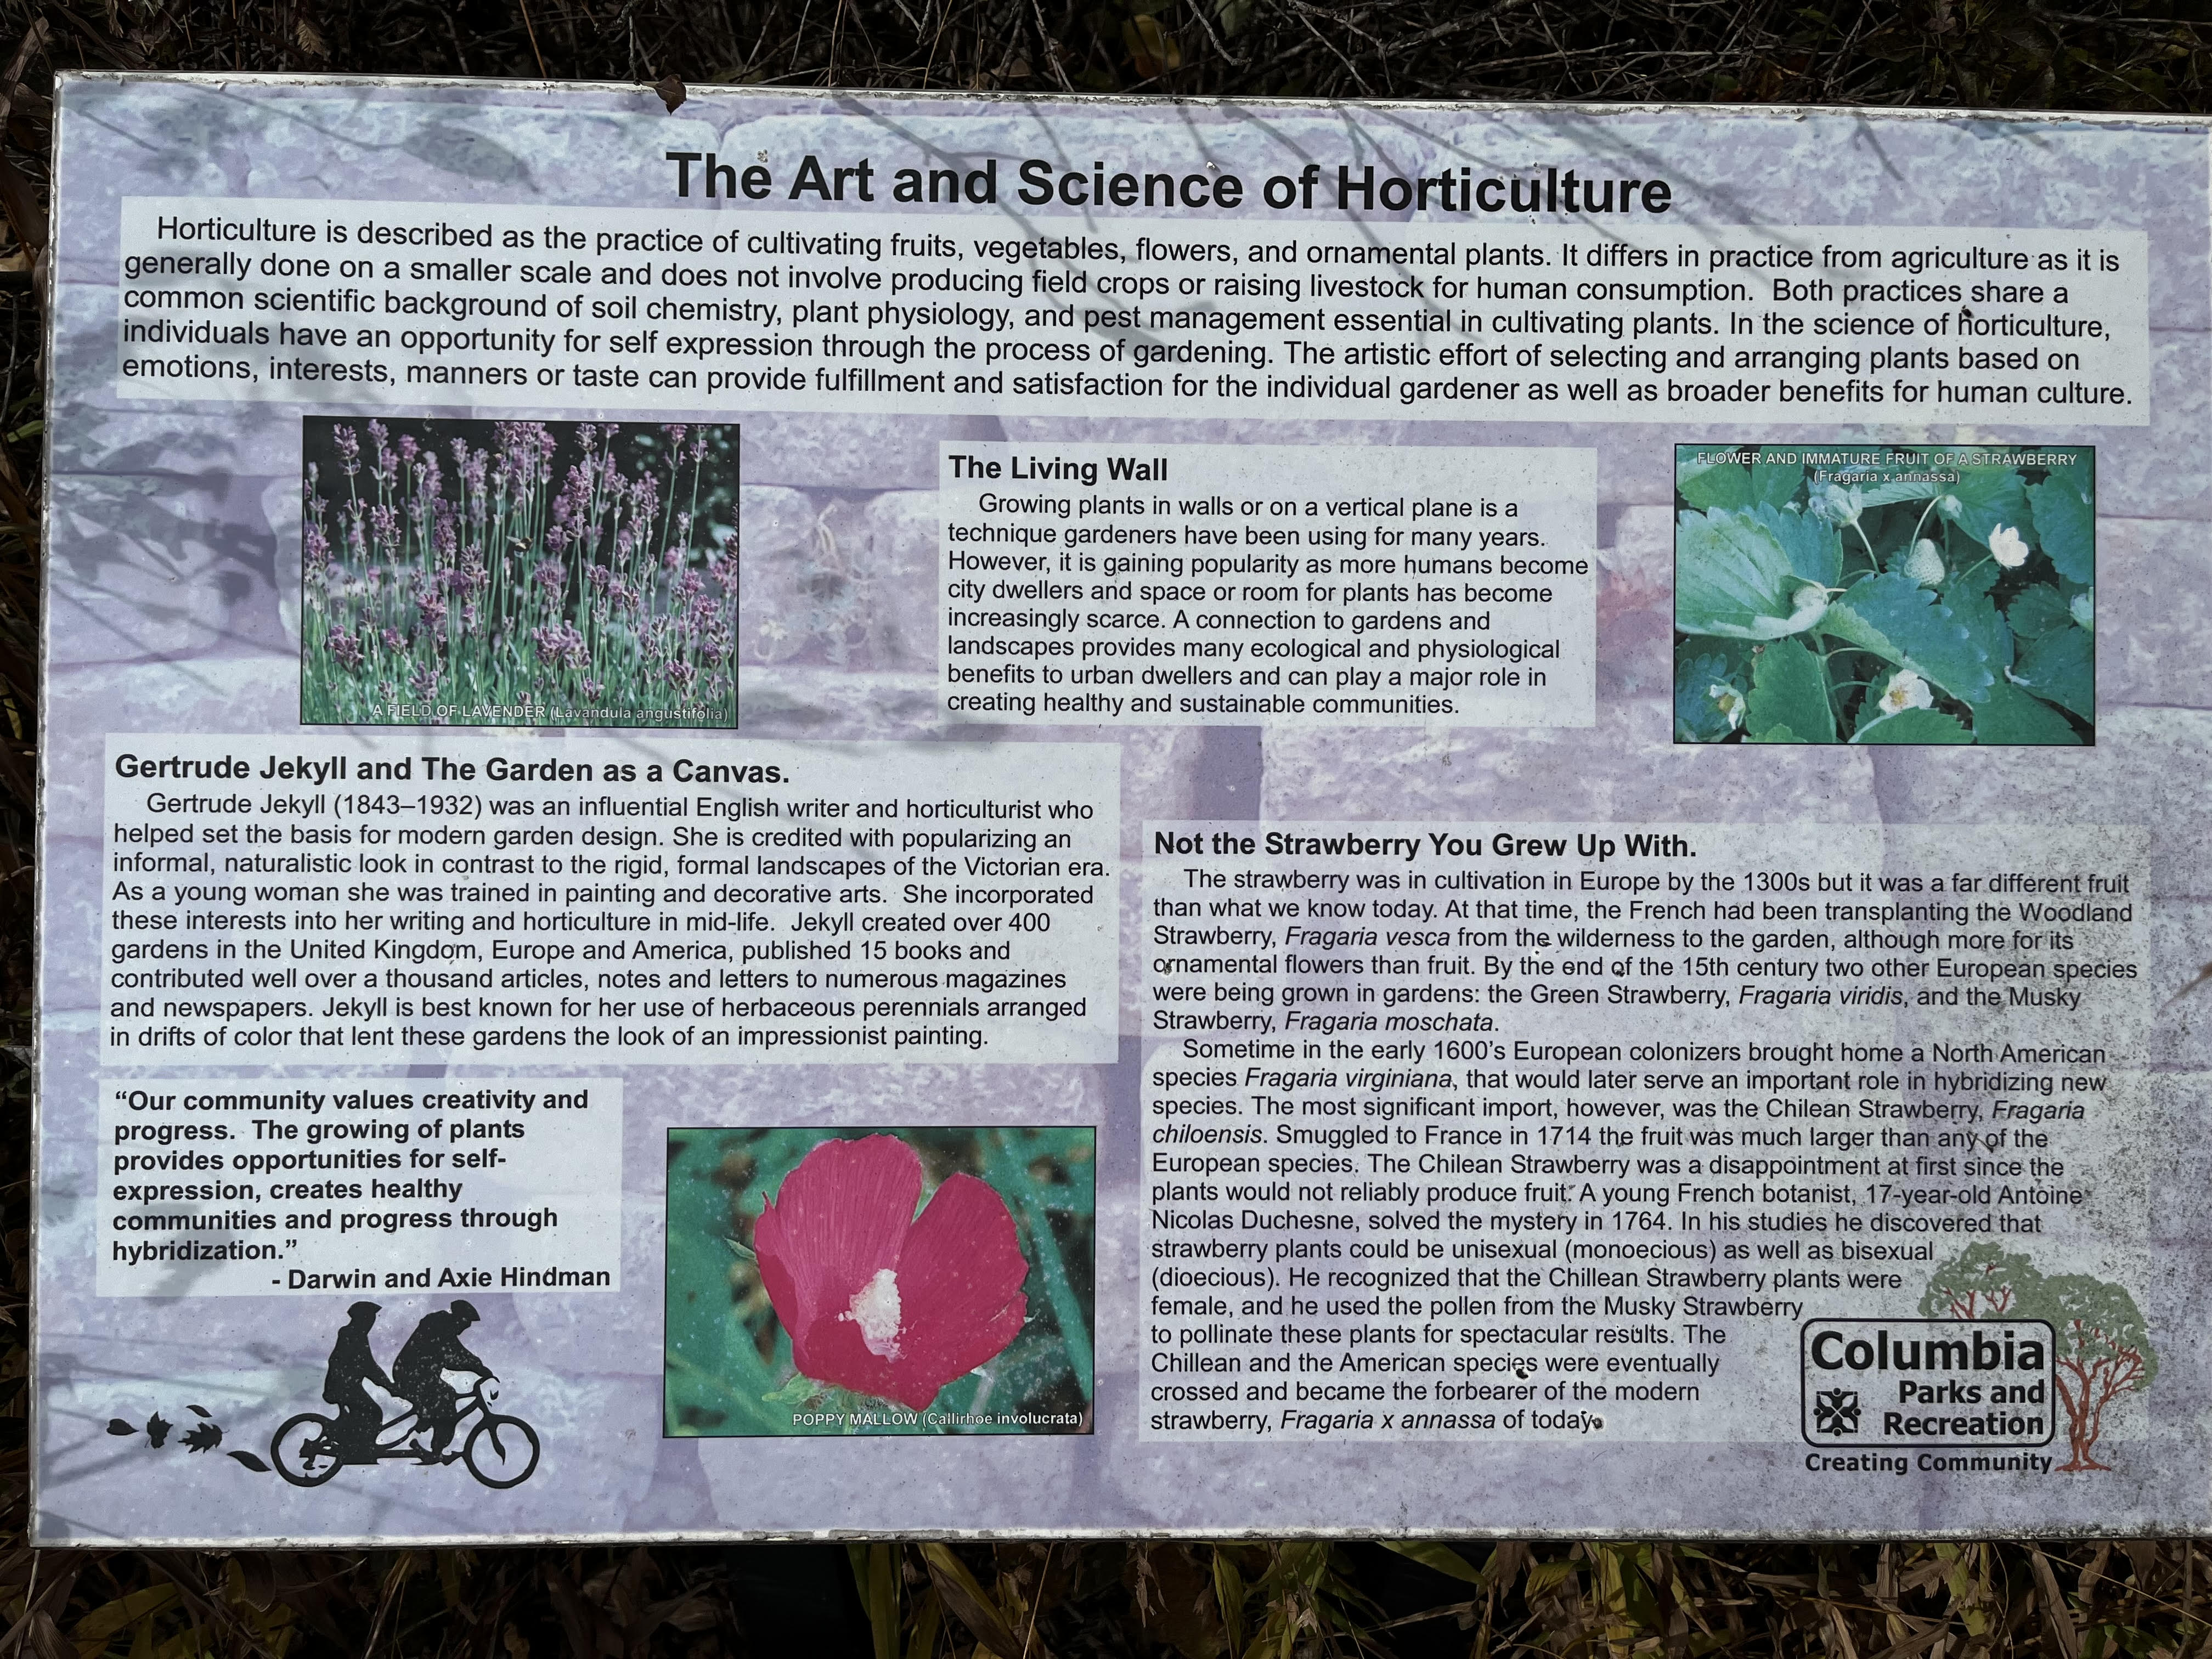 The Art and Science of Horticulture
Horticulture is described as the practice of cultivating fruits, vegetables, flowers, and ornamental plants. It differs in practice from agriculture as it is
generally done on a smaller scale and does not involve producing field crops or raising livestock for human consumption. Both practices share a
common scientific background of soil chemistry, plant physiology, and pest management essential in cultivating plants. In the science of horticulture,
individuals have an opportunity for self expression through the process of gardening. The artistic effort of selecting and arranging plants based on
emotions, interests, manners or taste can provide fulfillment and satisfaction for the individual gardener as well as broader benefits for human culture.
A FIELD OF LAVENDER (Lavandula angustifolia)
The Living Wall
Growing plants in walls or on a vertical plane is a
technique gardeners have been using for many years.
However, it is gaining popularity as more humans become
city dwellers and space or room for plants has become
increasingly scarce. A connection to gardens and
landscapes provides many ecological and physiological
benefits to urban dwellers and can play a major role in
creating healthy and sustainable communities.
FLOWER AND IMMATURE FRUIT OF A STRAWBERRY
(Fragaria x annassa)
Gertrude Jekyll and The Garden as a Canvas.
Gertrude Jekyll (1843–1932) was an influential English writer and horticulturist who
helped set the basis for modern garden design. She is credited with popularizing an
informal, naturalistic look in contrast to the rigid, formal landscapes of the Victorian era.
As a young woman she was trained in painting and decorative arts. She incorporated
these interests into her writing and horticulture in mid-life. Jekyll created over 400
gardens in the United Kingdom, Europe and America, published 15 books and
contributed well over a thousand articles, notes and letters to numerous magazines
and newspapers. Jekyll is best known for her use of herbaceous perennials arranged
in drifts of color that lent these gardens the look of an impressionist painting.
“Our community values creativity and
progress. The growing of plants
provides opportunities for self-
expression, creates healthy
communities and progress through
hybridization.”
- Darwin and Axie Hindman
POPPY MALLOW (Callirhoe involucrata)
Not the Strawberry You Grew Up With.
The strawberry was in cultivation in Europe by the 1300s but it was a far different fruit
than what we know today. At that time, the French had been transplanting the Woodland
Strawberry, Fragaria vesca from the wilderness to the garden, although more for its
ornamental flowers than fruit. By the end of the 15th century two other European species
were being grown in gardens: the Green Strawberry, Fragaria viridis, and the Musky
Strawberry, Fragaria moschata.
Sometime in the early 1600’s European colonizers brought home a North American
species Fragaria virginiana, that would later serve an important role in hybridizing new
species. The most significant import, however, was the Chilean Strawberry, Fragaria
chiloensis. Smuggled to France in 1714 the fruit was much larger than any of the
European species. The Chilean Strawberry was a disappointment at first since the
plants would not reliably produce fruit. A young French botanist, 17-year-old Antoine
Nicolas Duchesne, solved the mystery in 1764. In his studies he discovered that
strawberry plants could be unisexual (monoecious) as well as bisexual
(dioecious). He recognized that the Chillean Strawberry plants were
female, and he used the pollen from the Musky Strawberry
to pollinate these plants for spectacular results. The
Chillean and the American species were eventually
crossed and became the forbearer of the modern
strawberry, Fragaria x annassa of today.
Columbia
Parks and
Recreation
Creating Community